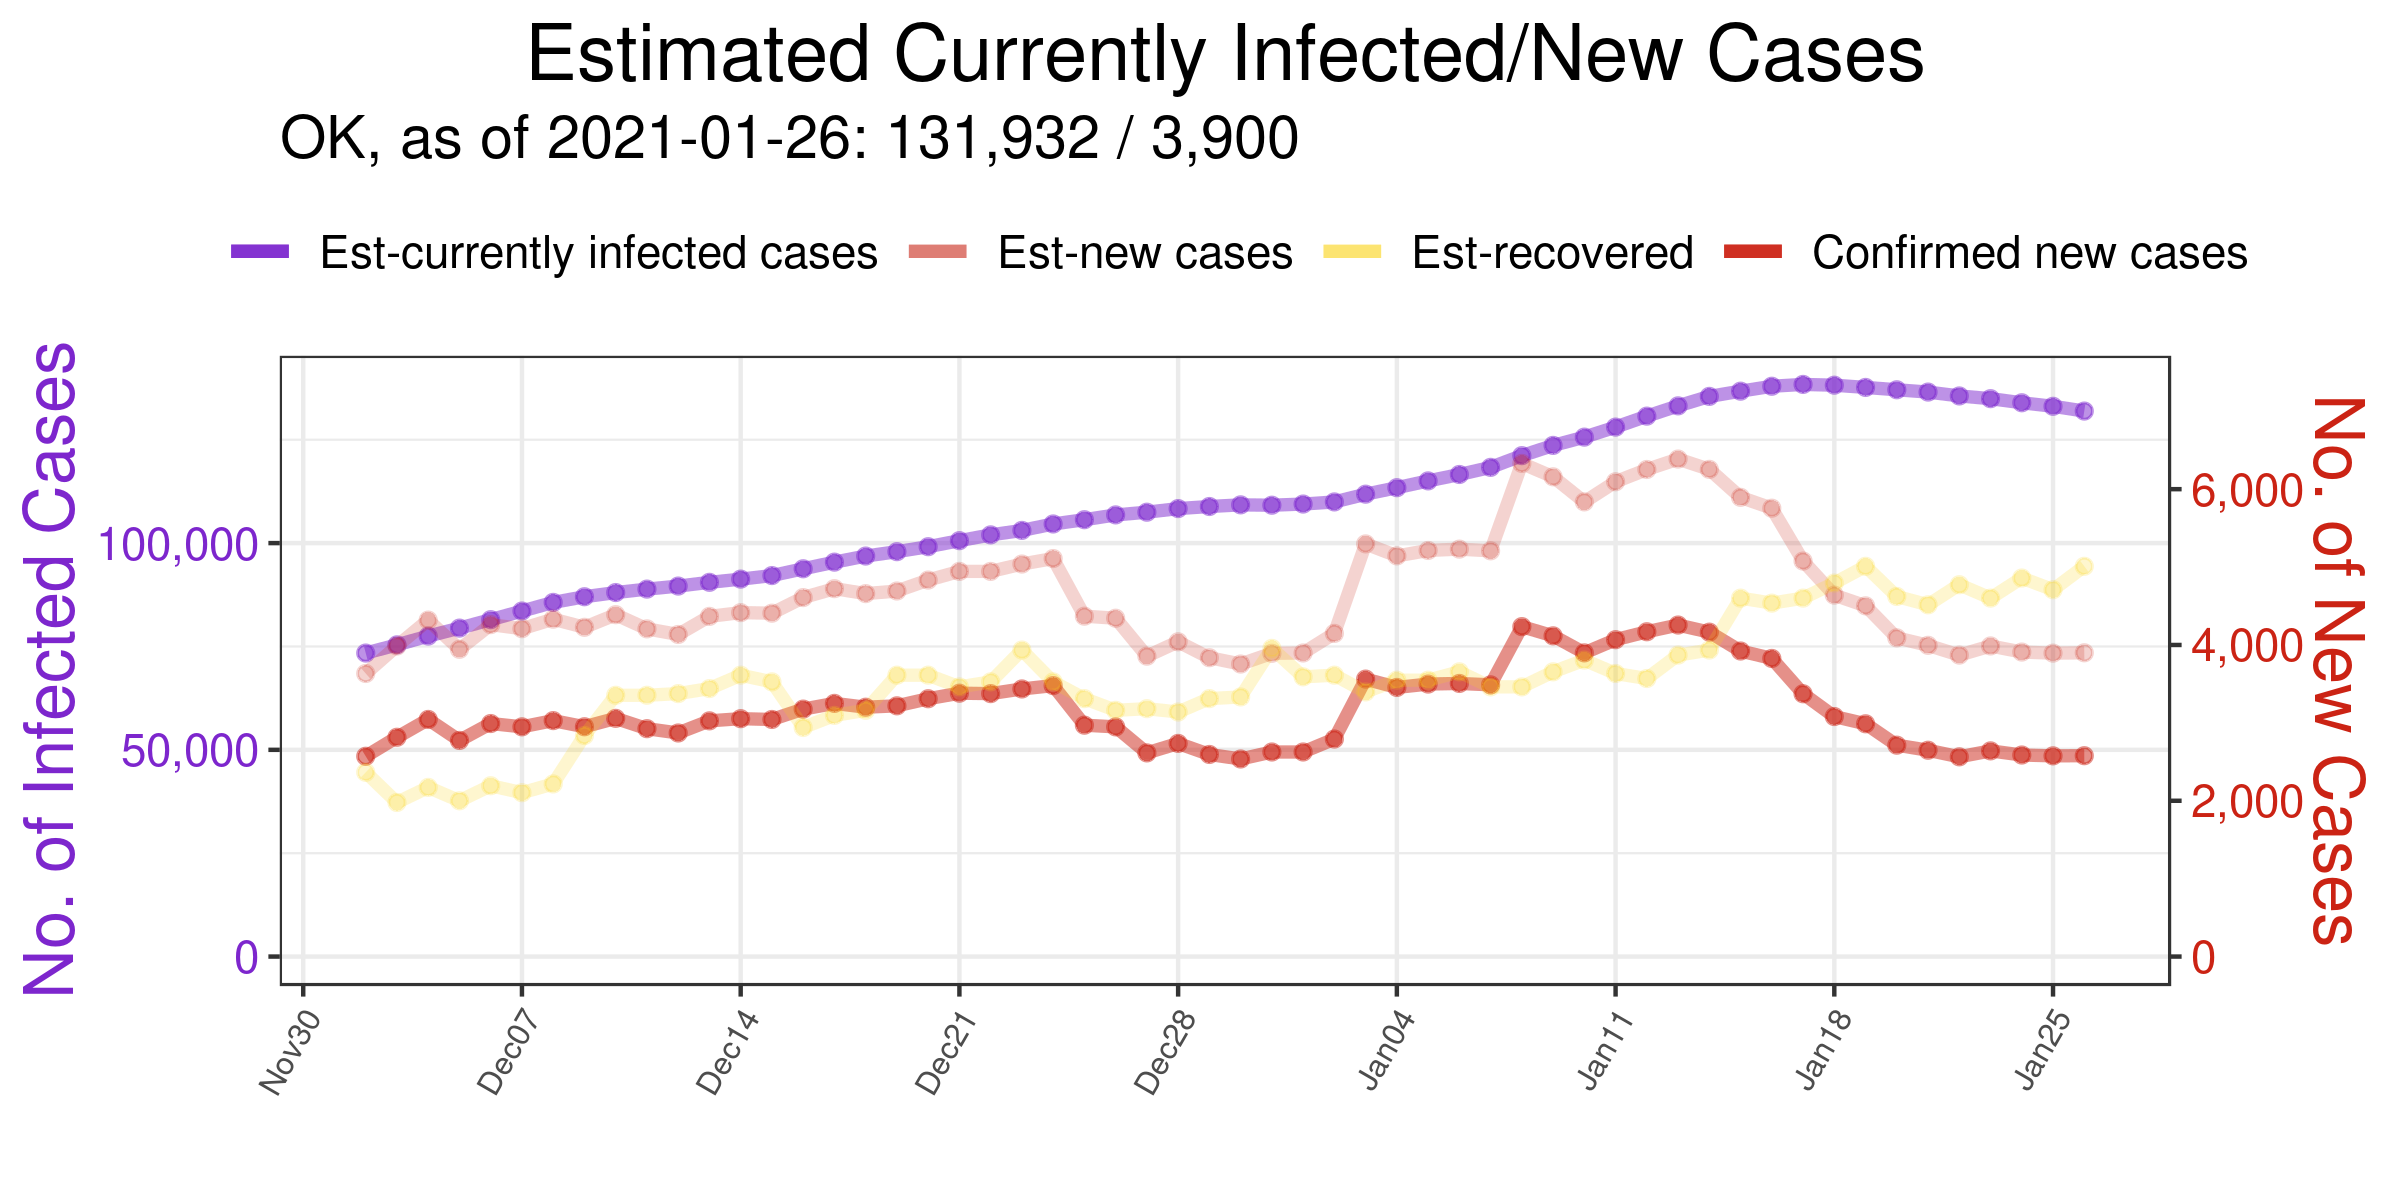 Estimated Currently Infected/New Cases
OK, as of 2021-01-26: 131,932 / 3,900
Est-currently infected cases Est-new cases Est-recovered Confirmed new cases
No. of Infected Cases
100,000
50,000
0
6,000
4,000
2,000
0
No. of New Cases
Nov30 Dec07 Dec14 Dec21 Dec28 Jan04 Jan11 Jan18 Jan25